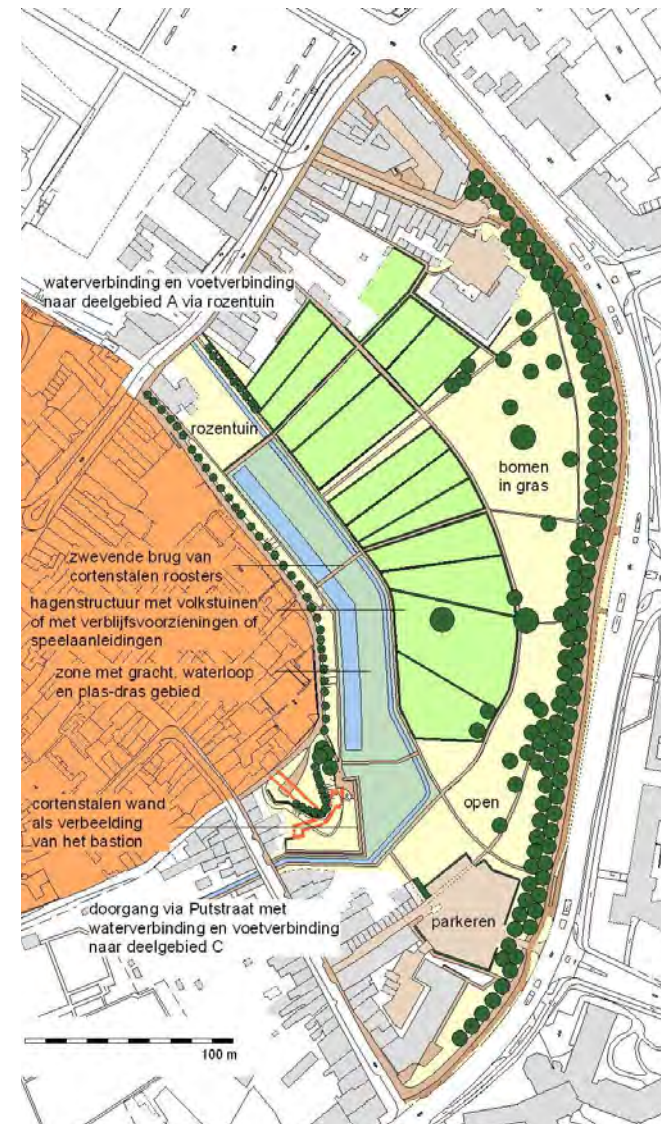 waterverbinding en voetverbinding
naar deelgebied A via rozentuin
rozentuin
bomen
in gras
zwevende brug van
cortenstalen roosters
hagenstructuur met volkstuinen
of met verblijfsvoorzieningen of
speelaanleidingen
zone met gracht, waterloop
en plas-dras gebied
cortenstalen wand
als verbeelding
van het bastion
open
parkeren
doorgang via Putstraat met
waterverbinding en voetverbinding
naar deelgebied C
100 m